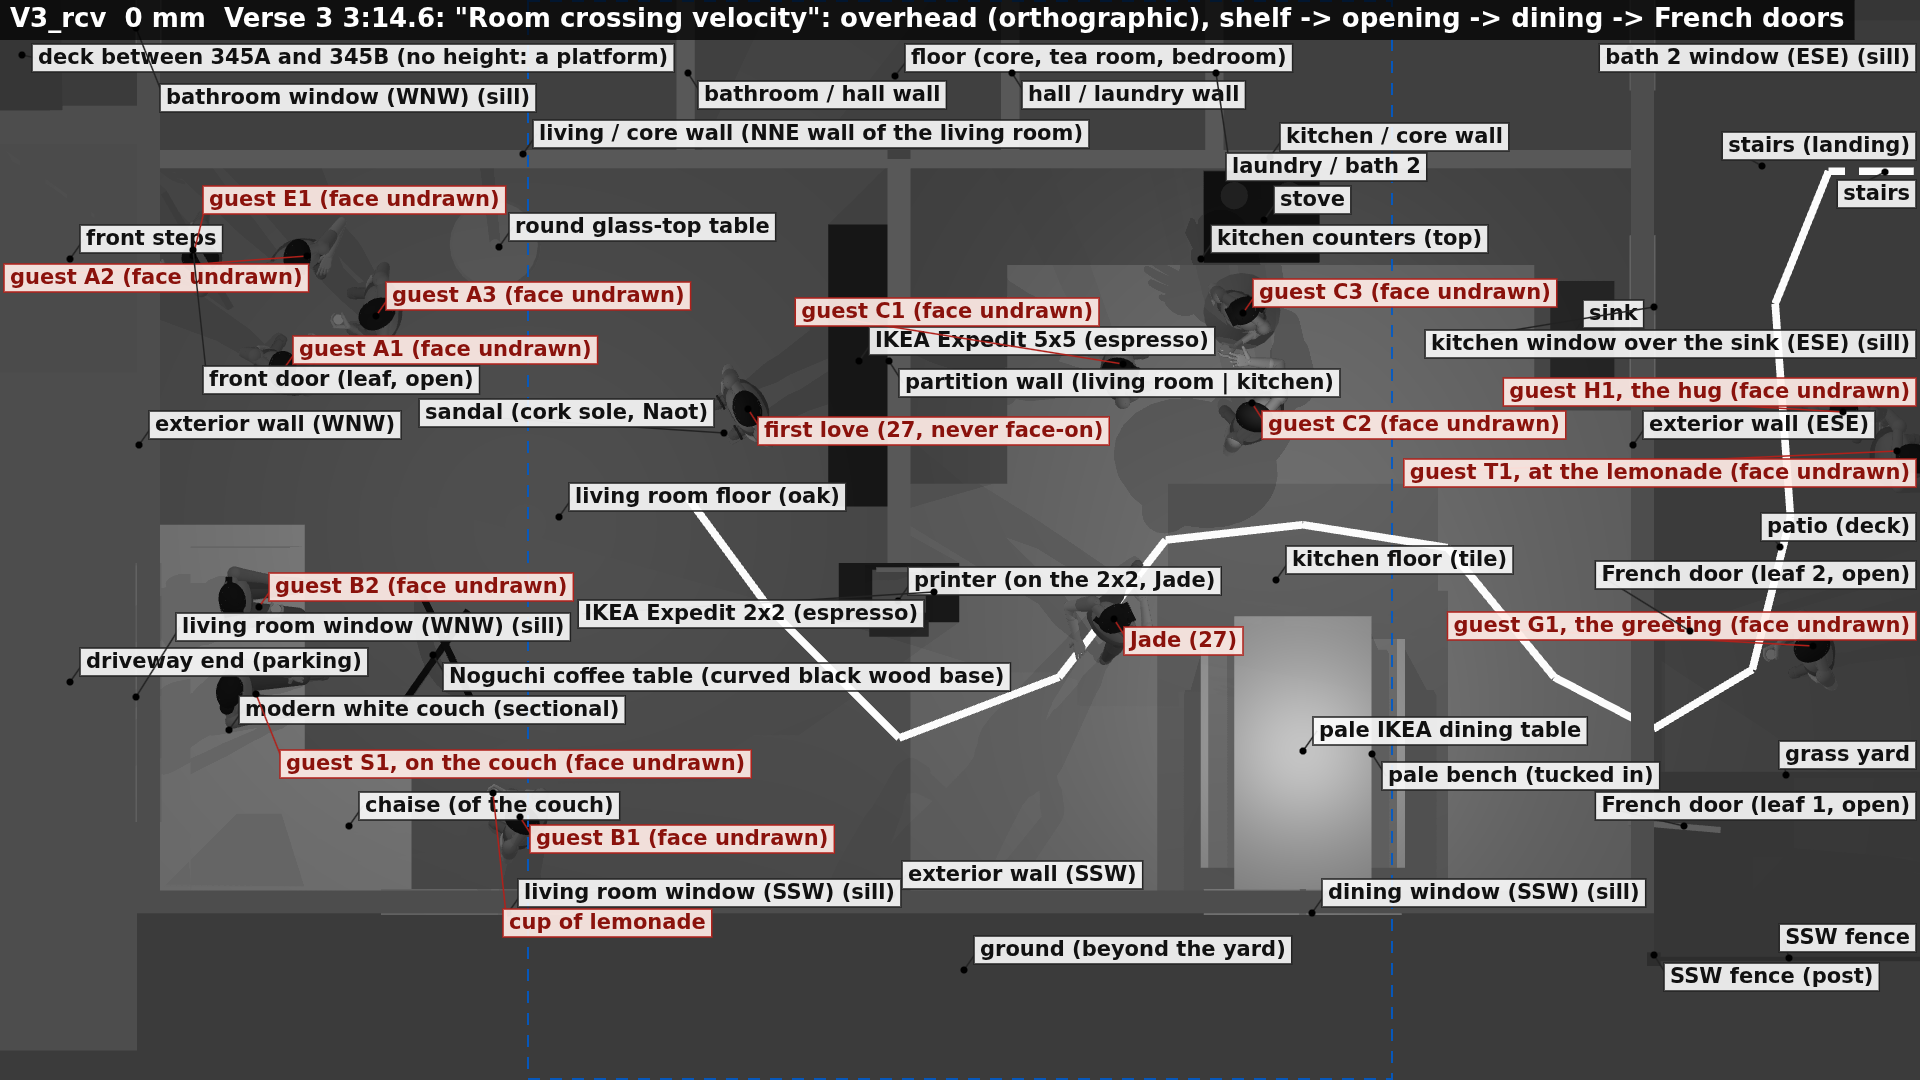 V3_rcv  0 mm  Verse 3 3:14.6: "Room crossing velocity": overhead (orthographic), shelf -> opening -> dining -> French doors
deck between 345A and 345B (no height: a platform)
floor (core, tea room, bedroom)
bath 2 window (ESE) (sill)
bathroom window (WNW) (sill)
bathroom / hall wall
hall / laundry wall
living / core wall (NNE wall of the living room)
kitchen / core wall
stairs (landing)
laundry / bath 2
stairs
guest E1 (face undrawn)
stove
round glass-top table
front steps
kitchen counters (top)
guest A2 (face undrawn)
guest A3 (face undrawn)
guest C3 (face undrawn)
guest C1 (face undrawn)
sink
IKEA Expedit 5x5 (espresso)
kitchen window over the sink (ESE) (sill)
guest A1 (face undrawn)
front door (leaf, open)
partition wall (living room | kitchen)
guest H1, the hug (face undrawn)
sandal (cork sole, Naot)
exterior wall (WNW)
first love (27, never face-on)
guest C2 (face undrawn)
exterior wall (ESE)
guest T1, at the lemonade (face undrawn)
living room floor (oak)
patio (deck)
kitchen floor (tile)
French door (leaf 2, open)
guest B2 (face undrawn)
printer (on the 2x2, Jade)
IKEA Expedit 2x2 (espresso)
living room window (WNW) (sill)
guest G1, the greeting (face undrawn)
Jade (27)
driveway end (parking)
Noguchi coffee table (curved black wood base)
modern white couch (sectional)
pale IKEA dining table
guest S1, on the couch (face undrawn)
grass yard
pale bench (tucked in)
chaise (of the couch)
French door (leaf 1, open)
guest B1 (face undrawn)
exterior wall (SSW)
living room window (SSW) (sill)
dining window (SSW) (sill)
cup of lemonade
SSW fence
ground (beyond the yard)
SSW fence (post)